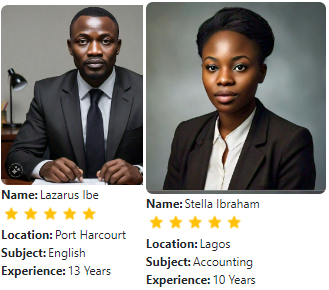 Name: Lazarus Ibe
Location: Port Harcourt
Subject: English
Experience: 13 Years
Name: Stella Ibraham
Location: Lagos
Subject: Accounting
Experience: 10 Years